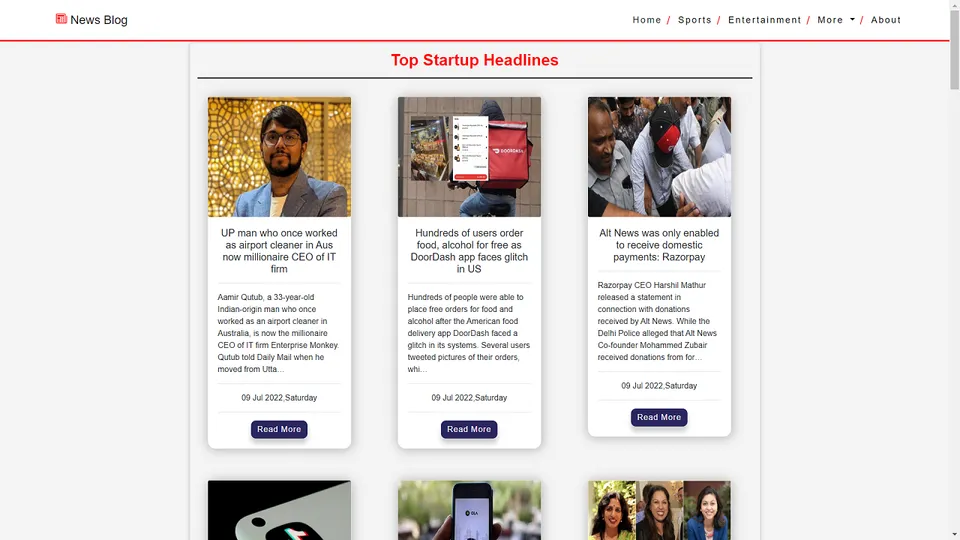 News Blog
Home / Sports / Entertainment / More / About
Top Startup Headlines
UP man who once worked
as airport cleaner in Aus
now millionaire CEO of IT
firm
Aamir Qutub, a 33-year-old
Indian-origin man who once
worked as an airport cleaner in
Australia, is now the millionaire
CEO of IT firm Enterprise Monkey.
Qutub told Daily Mail when he
moved from Utta…
09 Jul 2022,Saturday
Read More
DOORDASH
Hundreds of users order
food, alcohol for free as
DoorDash app faces glitch
in US
Hundreds of people were able to
place free orders for food and
alcohol after the American food
delivery app DoorDash faced a
glitch in its systems. Several users
tweeted pictures of their orders,
whi…
09 Jul 2022,Saturday
Read More
Alt News was only enabled
to receive domestic
payments: Razorpay
Razorpay CEO Harshil Mathur
released a statement in
connection with donations
received by Alt News. While the
Delhi Police alleged that Alt News
Co-founder Mohammed Zubair
received donations from for…
09 Jul 2022,Saturday
Read More
OLA